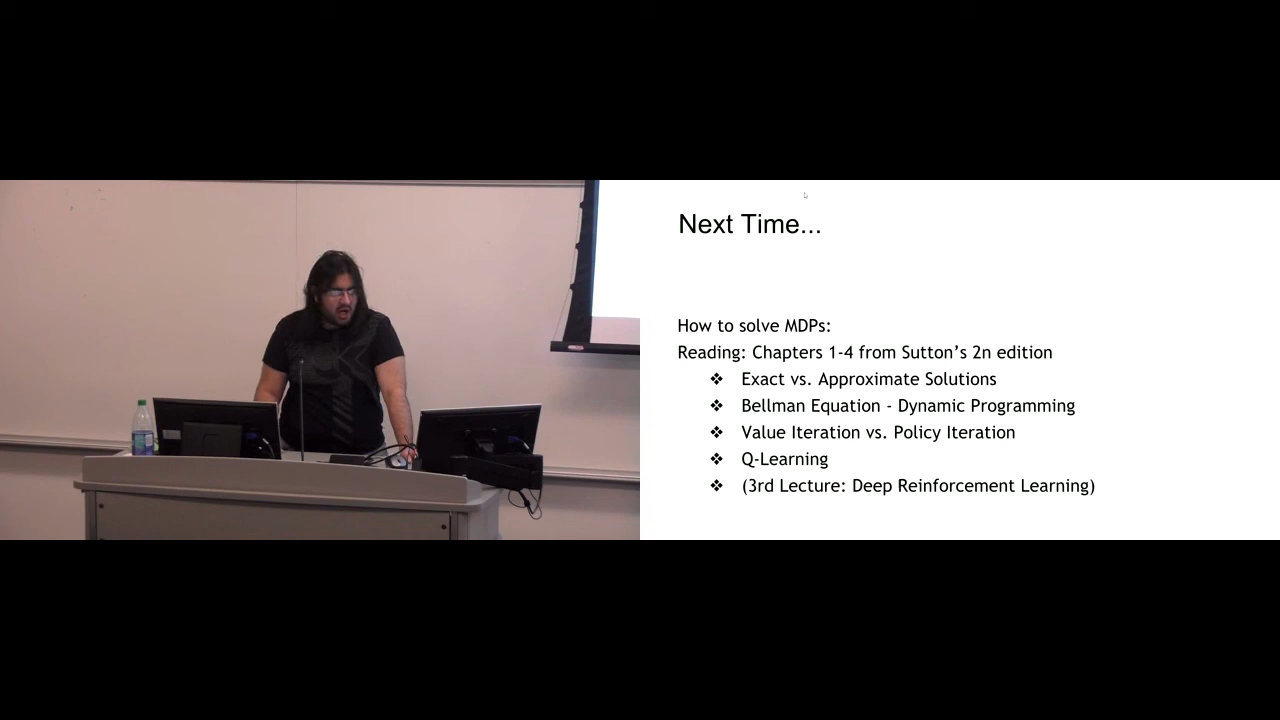 Next Time...
How to solve MDPs:
Reading: Chapters 1-4 from Sutton's 2n edition
❖ Exact vs. Approximate Solutions
❖ Bellman Equation - Dynamic Programming
❖ Value Iteration vs. Policy Iteration
❖ Q-Learning
❖ (3rd Lecture: Deep Reinforcement Learning)